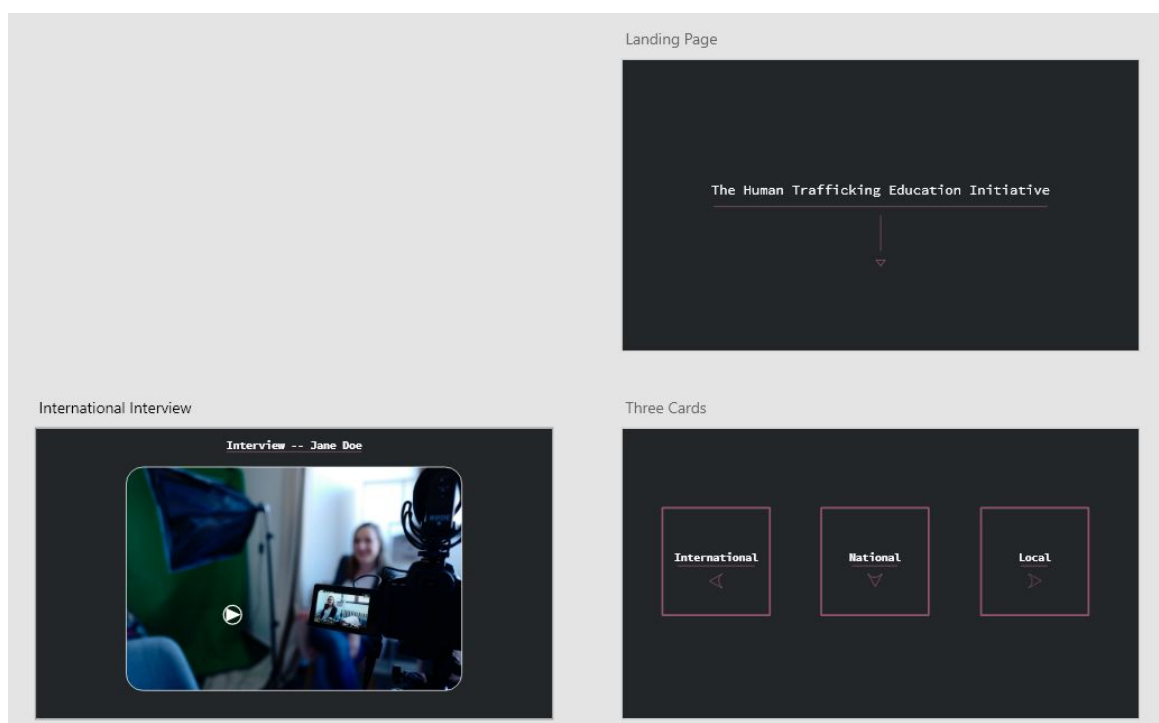 Landing Page
The Human Trafficking Education Initiative
International Interview
Interview -- Jane Doe
Three Cards
International
National
Local